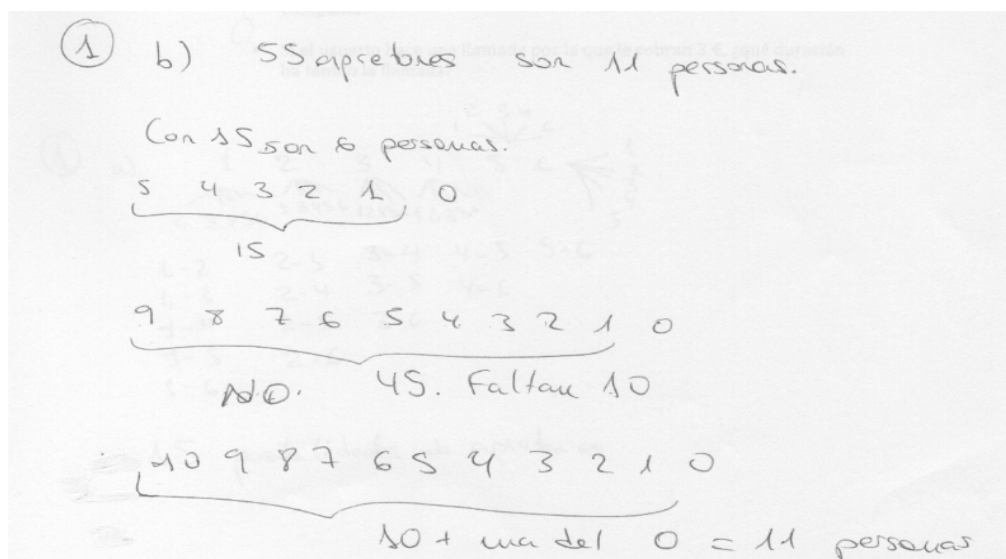 1 b) 55 apretones son 11 personas.
Con 15 son 6 personas.
5 4 3 2 1 0
15
9 8 7 6 5 4 3 2 1 0
NO. 45. Faltan 10
10 9 8 7 6 5 4 3 2 1 0
10 + una del 0 = 11 personas